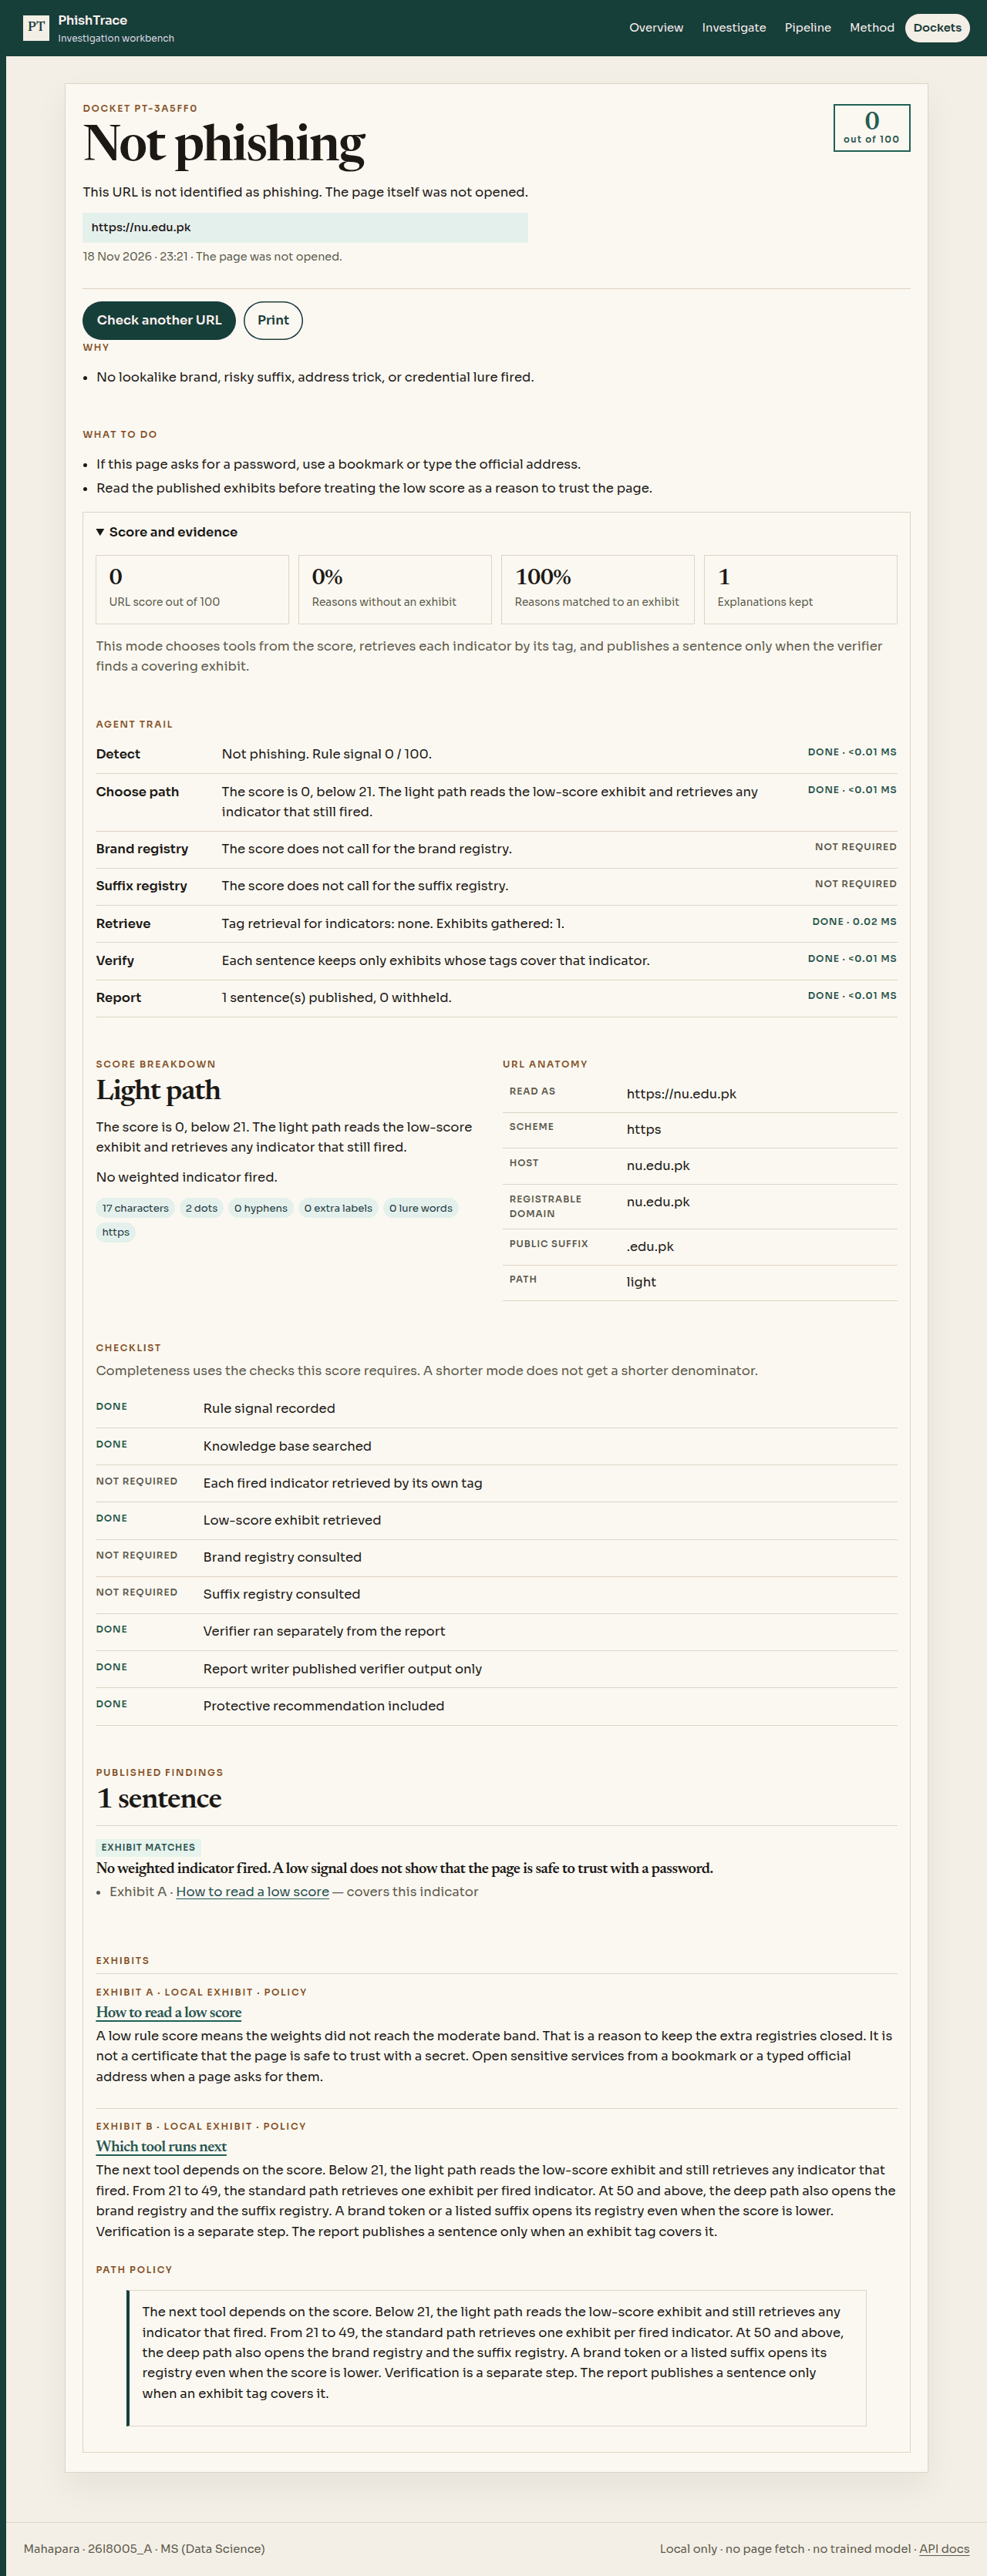 PT
PhishTrace
Investigation workbench
Overview
Investigate
Pipeline
Method
Dockets
DOCKET PT-3A5FF0
Not phishing
0
out of 100
This URL is not identified as phishing. The page itself was not opened.
https://nu.edu.pk
18 Nov 2026 · 23:21 · The page was not opened.
Check another URL
Print
WHY
• No lookalike brand, risky suffix, address trick, or credential lure fired.
WHAT TO DO
• If this page asks for a password, use a bookmark or type the official address.
• Read the published exhibits before treating the low score as a reason to trust the page.
▼ Score and evidence
0
URL score out of 100
0%
Reasons without an exhibit
100%
Reasons matched to an exhibit
1
Explanations kept
This mode chooses tools from the score, retrieves each indicator by its tag, and publishes a sentence only when the verifier
finds a covering exhibit.
AGENT TRAIL
Detect Not phishing. Rule signal 0 / 100. DONE · <0.01 MS
Choose path The score is 0, below 21. The light path reads the low-score exhibit and retrieves any DONE · <0.01 MS
indicator that still fired.
Brand registry The score does not call for the brand registry. NOT REQUIRED
Suffix registry The score does not call for the suffix registry. NOT REQUIRED
Retrieve Tag retrieval for indicators: none. Exhibits gathered: 1. DONE · 0.02 MS
Verify Each sentence keeps only exhibits whose tags cover that indicator. DONE · <0.01 MS
Report 1 sentence(s) published, 0 withheld. DONE · <0.01 MS
SCORE BREAKDOWN
Light path
The score is 0, below 21. The light path reads the low-score
exhibit and retrieves any indicator that still fired.
No weighted indicator fired.
17 characters 2 dots 0 hyphens 0 extra labels 0 lure words
https
URL ANATOMY
READ AS https://nu.edu.pk
SCHEME https
HOST nu.edu.pk
REGISTRABLE nu.edu.pk
DOMAIN
PUBLIC SUFFIX .edu.pk
PATH light
CHECKLIST
Completeness uses the checks this score requires. A shorter mode does not get a shorter denominator.
DONE Rule signal recorded
DONE Knowledge base searched
NOT REQUIRED Each fired indicator retrieved by its own tag
DONE Low-score exhibit retrieved
NOT REQUIRED Brand registry consulted
NOT REQUIRED Suffix registry consulted
DONE Verifier ran separately from the report
DONE Report writer published verifier output only
DONE Protective recommendation included
PUBLISHED FINDINGS
1 sentence
EXHIBIT MATCHES
No weighted indicator fired. A low signal does not show that the page is safe to trust with a password.
• Exhibit A · How to read a low score — covers this indicator
EXHIBITS
EXHIBIT A · LOCAL EXHIBIT · POLICY
How to read a low score
A low rule score means the weights did not reach the moderate band. That is a reason to keep the extra registries closed. It is
not a certificate that the page is safe to trust with a secret. Open sensitive services from a bookmark or a typed official
address when a page asks for them.
EXHIBIT B · LOCAL EXHIBIT · POLICY
Which tool runs next
The next tool depends on the score. Below 21, the light path reads the low-score exhibit and still retrieves any indicator that
fired. From 21 to 49, the standard path retrieves one exhibit per fired indicator. At 50 and above, the deep path also opens the
brand registry and the suffix registry. A brand token or a listed suffix opens its registry even when the score is lower.
Verification is a separate step. The report publishes a sentence only when an exhibit tag covers it.
PATH POLICY
The next tool depends on the score. Below 21, the light path reads the low-score exhibit and still retrieves any
indicator that fired. From 21 to 49, the standard path retrieves one exhibit per fired indicator. At 50 and above,
the deep path also opens the brand registry and the suffix registry. A brand token or a listed suffix opens its
registry even when the score is lower. Verification is a separate step. The report publishes a sentence only
when an exhibit tag covers it.
Mahapara · 26I8005_A · MS (Data Science)
Local only · no page fetch · no trained model · API docs